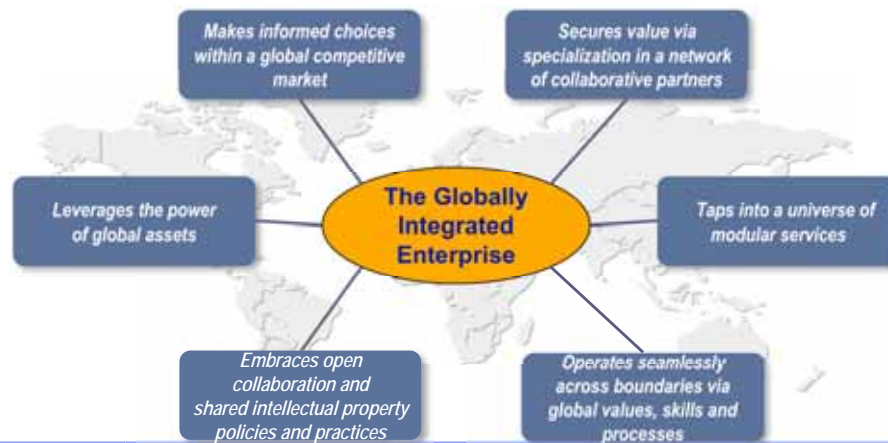 Makes informed choices
within a global competitive
market
Secures value via
specialization in a network
of collaborative partners
The Globally
Integrated
Enterprise
Leverages the power
of global assets
Taps into a universe of
modular services
Embraces open
collaboration and
shared intellectual property
policies and practices
Operates seamlessly
across boundaries via
global values, skills and
processes